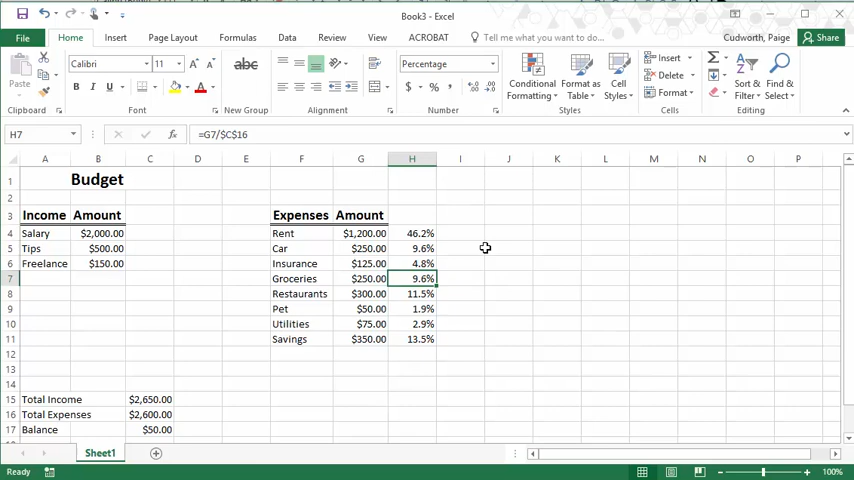 Book3 - Excel
File Home Insert Page Layout Formulas Data Review View ACROBAT Tell me what you want to do... Cudworth, Paige Share
Calibri 11 A A abc Percentage Insert Σ
Paste B I U A $ % , Conditional Formatting Format as Table Cell Styles Delete Format Sort & Filter Find & Select
Clipboard Font New Group Alignment Number Styles Cells Editing
H7 fx =G7/$C$16
A B C D E F G H I J K L M N O P
1 Budget
2
3 Income Amount Expenses Amount
4 Salary $2,000.00 Rent $1,200.00 46.2%
5 Tips $500.00 Car $250.00 9.6%
6 Freelance $150.00 Insurance $125.00 4.8%
7 Groceries $250.00 9.6%
8 Restaurants $300.00 11.5%
9 Pet $50.00 1.9%
10 Utilities $75.00 2.9%
11 Savings $350.00 13.5%
12
13
14
15 Total Income $2,650.00
16 Total Expenses $2,600.00
17 Balance $50.00
Sheet1
Ready 100%